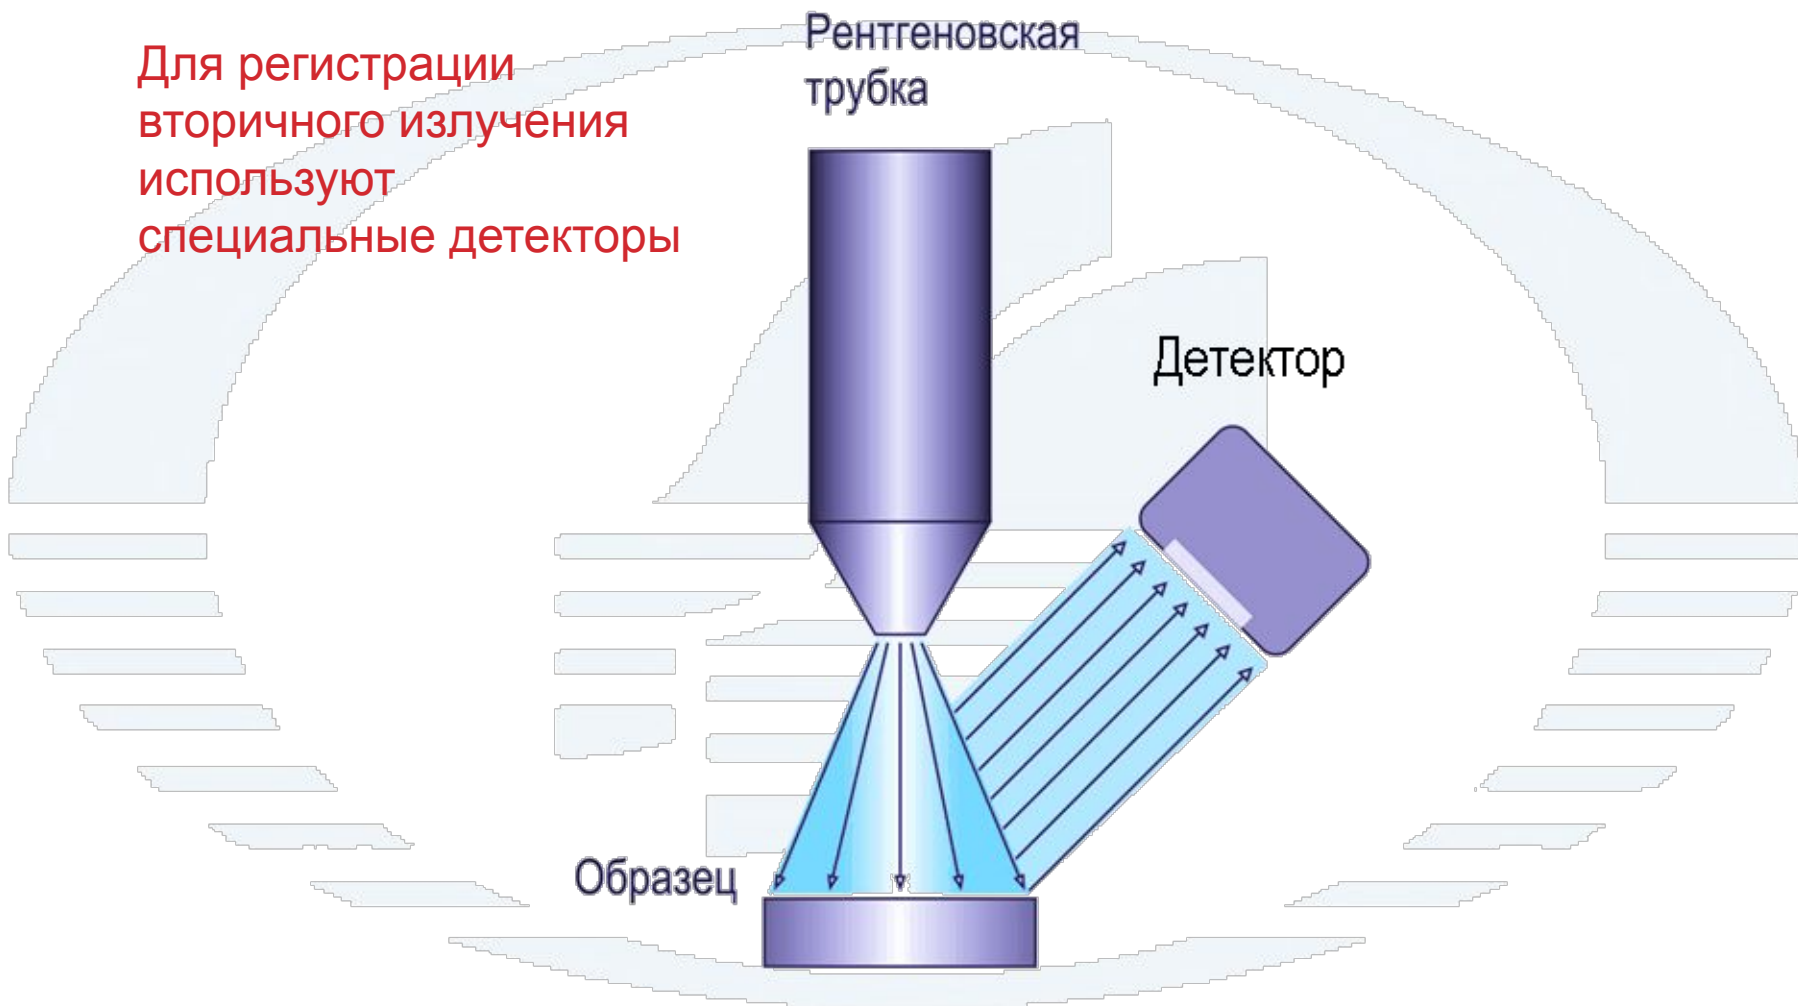 Для регистрации
вторичного излучения
используют
специальные детекторы
Рентгеновская
трубка
Детектор
Образец